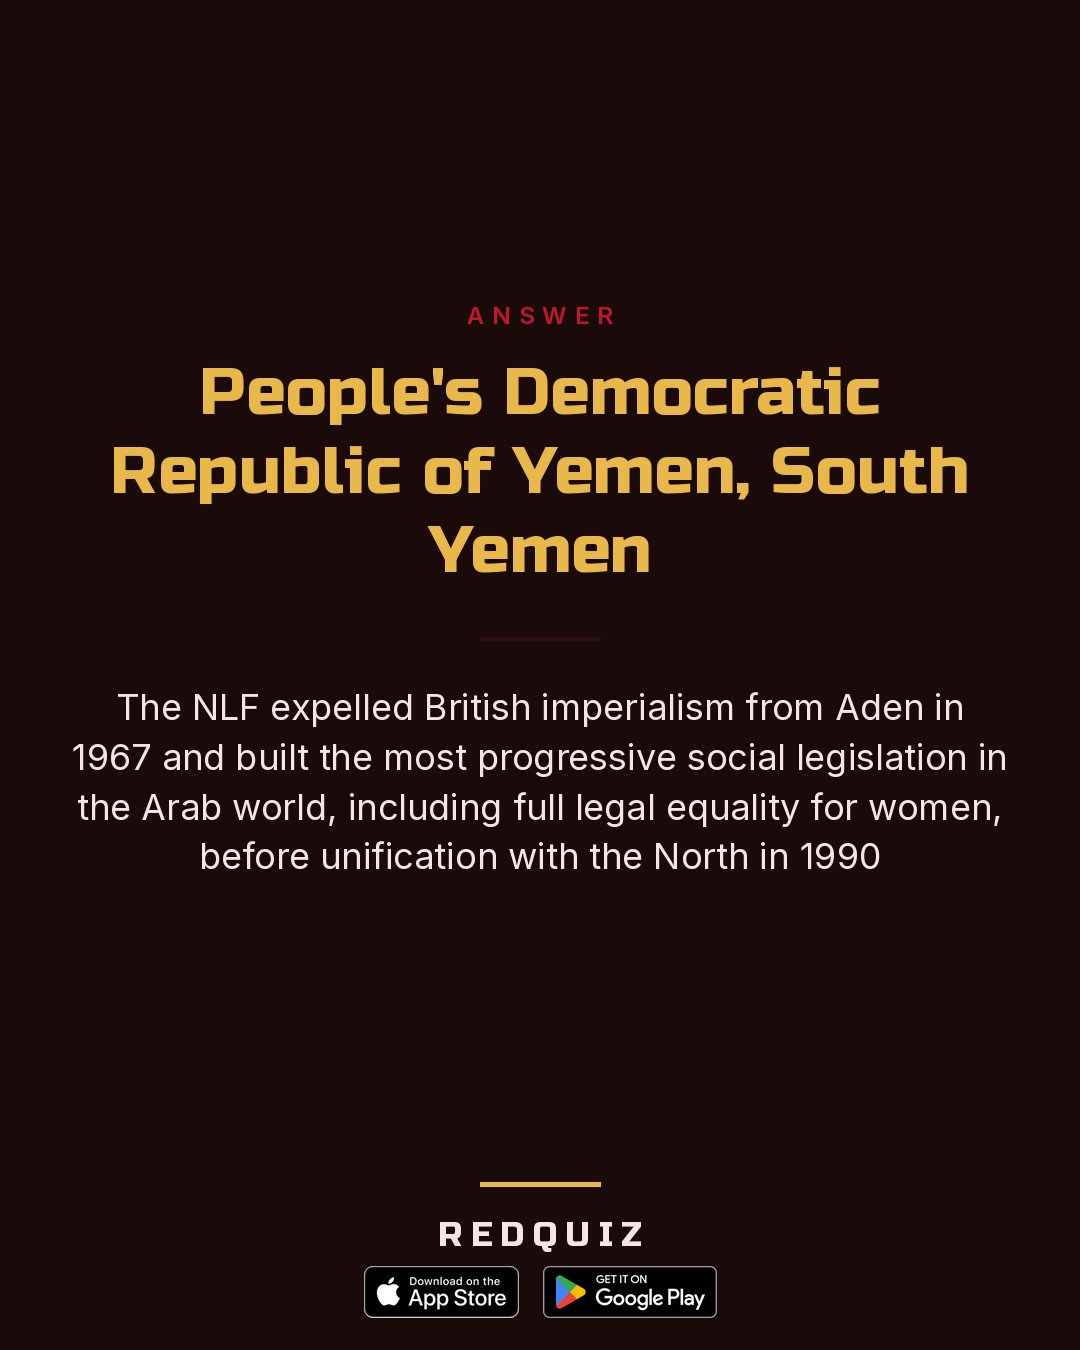 ANSWER
People's Democratic
Republic of Yemen, South
Yemen
The NLF expelled British imperialism from Aden in
1967 and built the most progressive social legislation in
the Arab world, including full legal equality for women,
before unification with the North in 1990
REDQUIZ
Download on the
App Store
GET IT ON
Google Play